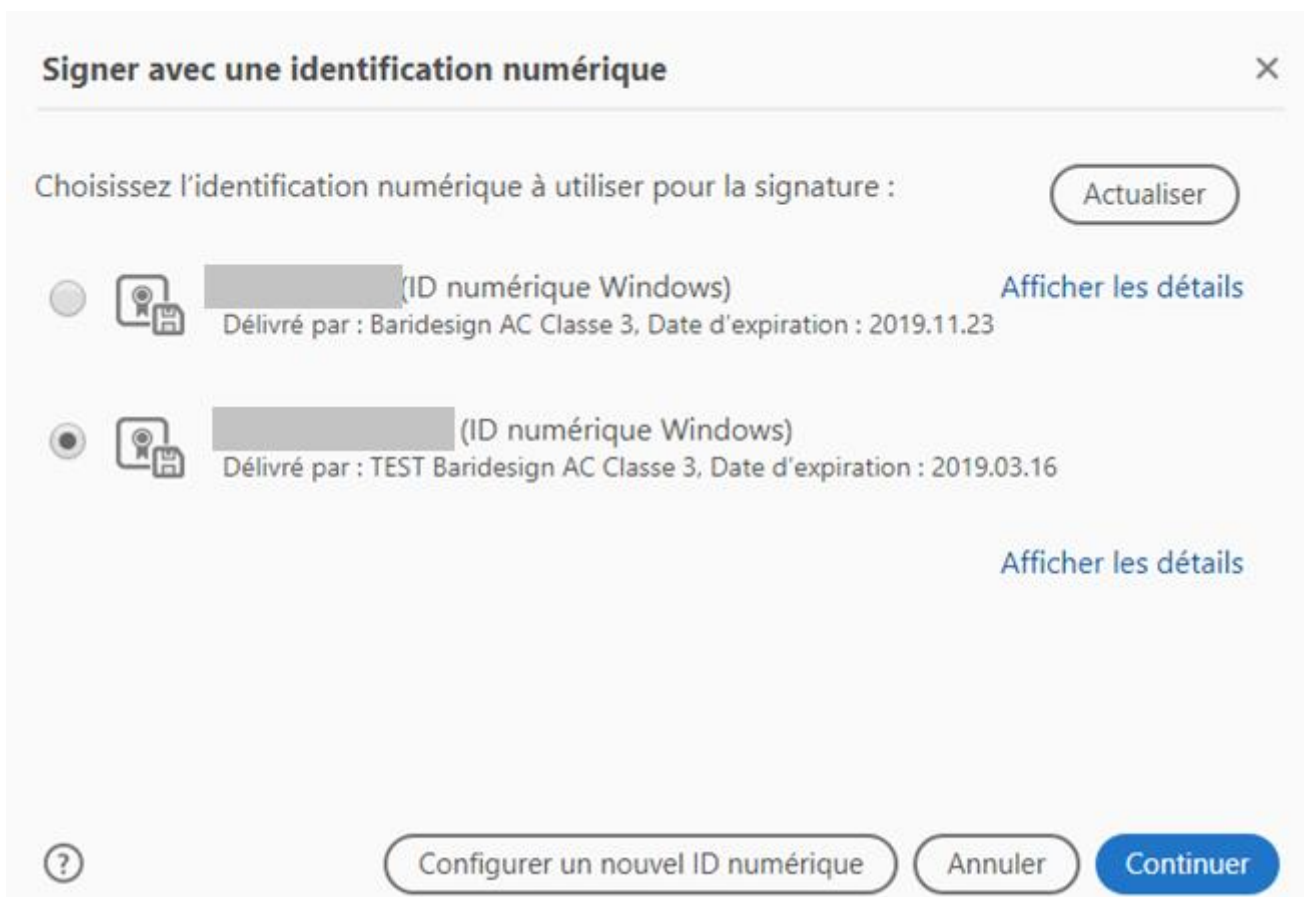 Signer avec une identification numérique
Choisissez l'identification numérique à utiliser pour la signature :
Actualiser
(ID numérique Windows)
Afficher les détails
Délivré par : Baridesign AC Classe 3, Date d'expiration : 2019.11.23
(ID numérique Windows)
Délivré par : TEST Baridesign AC Classe 3, Date d'expiration : 2019.03.16
Afficher les détails
?
Configurer un nouvel ID numérique
Annuler
Continuer